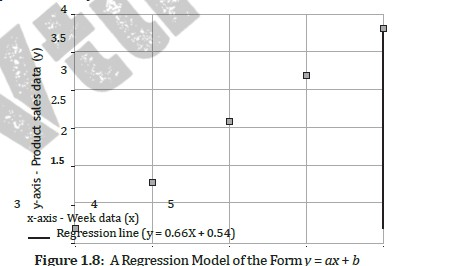 4
3.5
3
2.5
2
1.5
y-axis - Product sales data (y)
3 4 5
x-axis - Week data (x)
Regression line (y = 0.66X + 0.54)
Figure 1.8: A Regression Model of the Form y = ax + b